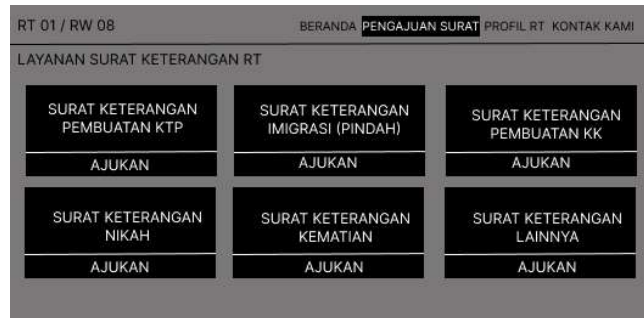 RT 01 / RW 08
BERANDA PENGAJUAN SURAT PROFIL RT KONTAK KAMI
LAYANAN SURAT KETERANGAN RT
SURAT KETERANGAN
PEMBUATAN KTP
AJUKAN
SURAT KETERANGAN
IMIGRASI (PINDAH)
AJUKAN
SURAT KETERANGAN
PEMBUATAN KK
AJUKAN
SURAT KETERANGAN
NIKAH
AJUKAN
SURAT KETERANGAN
KEMATIAN
AJUKAN
SURAT KETERANGAN
LAINNYA
AJUKAN